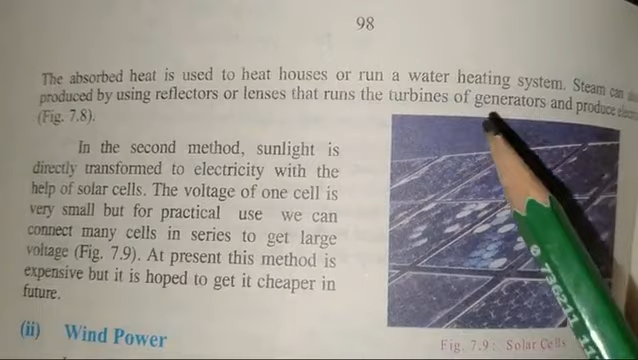 98
The absorbed heat is used to heat houses or run a water heating system. Steam can
produced by using reflectors or lenses that runs the turbines of generators and produce
(Fig. 7.8).
In the second method, sunlight is
directly transformed to electricity with the
help of solar cells. The voltage of one cell is
very small but for practical use we can
connect many cells in series to get large
voltage (Fig. 7.9). At present this method is
expensive but it is hoped to get it cheaper in
future.
Fig. 7.9: Solar Cells
(ii) Wind Power